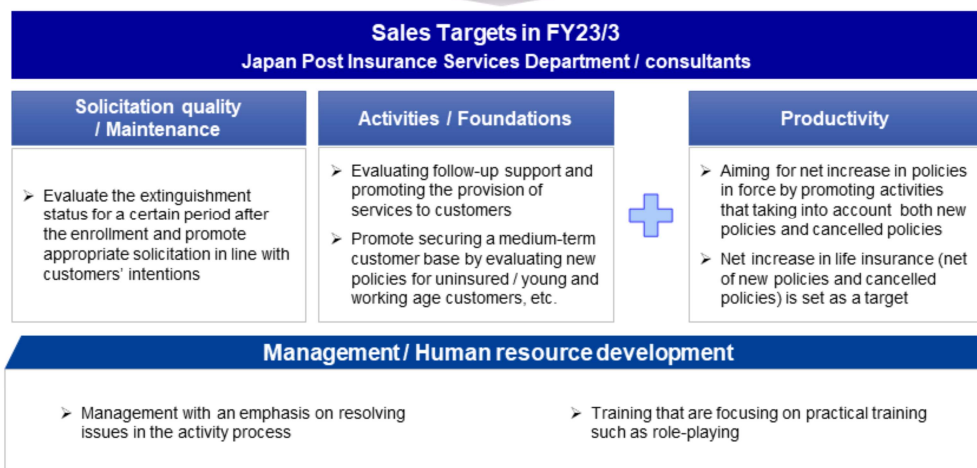 Sales Targets in FY23/3
Japan Post Insurance Services Department / consultants
Solicitation quality
/ Maintenance
➢ Evaluate the extinguishment
status for a certain period after
the enrollment and promote
appropriate solicitation in line with
customers' intentions
Activities / Foundations
➢ Evaluating follow-up support and
promoting the provision of
services to customers
➢ Promote securing a medium-term
customer base by evaluating new
policies for uninsured / young and
working age customers, etc.
Productivity
➢ Aiming for net increase in policies
in force by promoting activities
that taking into account both new
policies and cancelled policies
➢ Net increase in life insurance (net
of new policies and cancelled
policies) is set as a target
Management / Human resource development
➢ Management with an emphasis on resolving
issues in the activity process
➢ Training that are focusing on practical training
such as role-playing